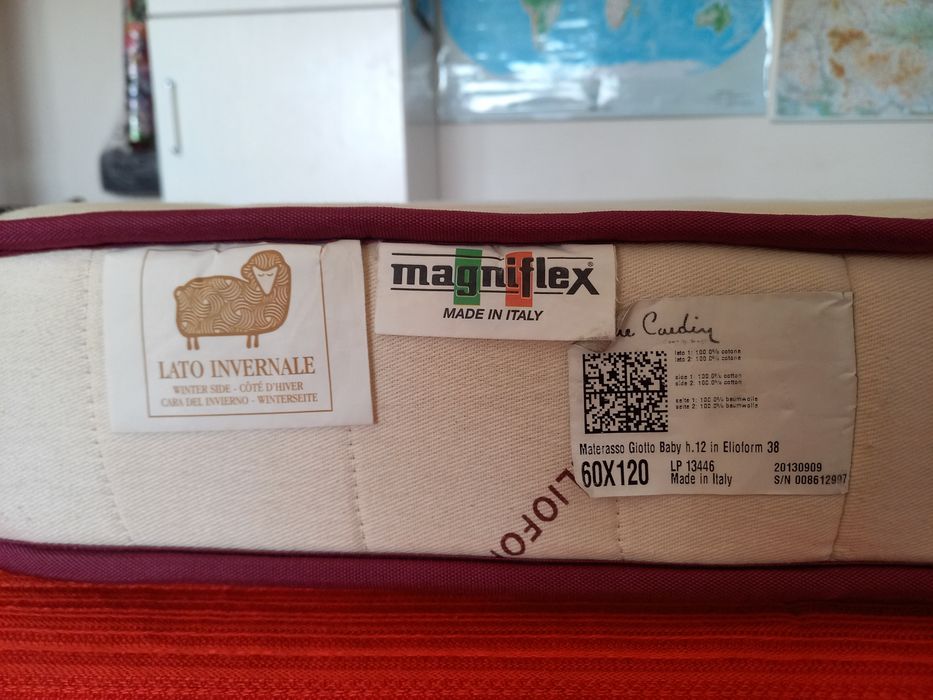 LATO INVERNALE
WINTER SIDE - CÔTÉ D'HIVER
CARA DEL INVIERNO - WINTERSEITE
magniflex®
MADE IN ITALY
Cardin
lato 1: 100.0% cotone
lato 2: 100.0% cotone
side 1: 100.0% cotton
side 2: 100.0% cotton
seite 1: 100.0% baumwolle
seite 2: 100.0% baumwolle
Materasso Giotto Baby h.12 in Elioform 38
60X120
LP 13446
Made in Italy
20130909
S/N 008612997
LIOFO